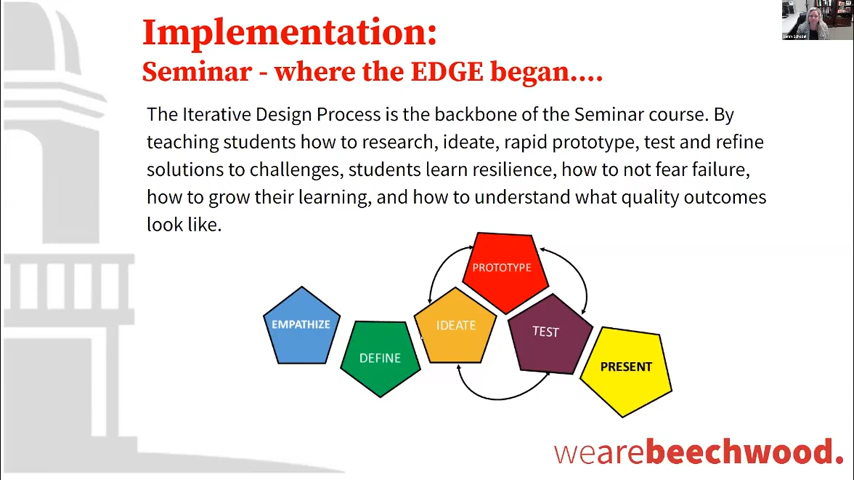 Implementation:
Seminar - where the EDGE began....
The Iterative Design Process is the backbone of the Seminar course. By
teaching students how to research, ideate, rapid prototype, test and refine
solutions to challenges, students learn resilience, how to not fear failure,
how to grow their learning, and how to understand what quality outcomes
look like.
PROTOTYPE
EMPATHIZE
IDEATE
TEST
DEFINE
PRESENT
wearebeechwood.